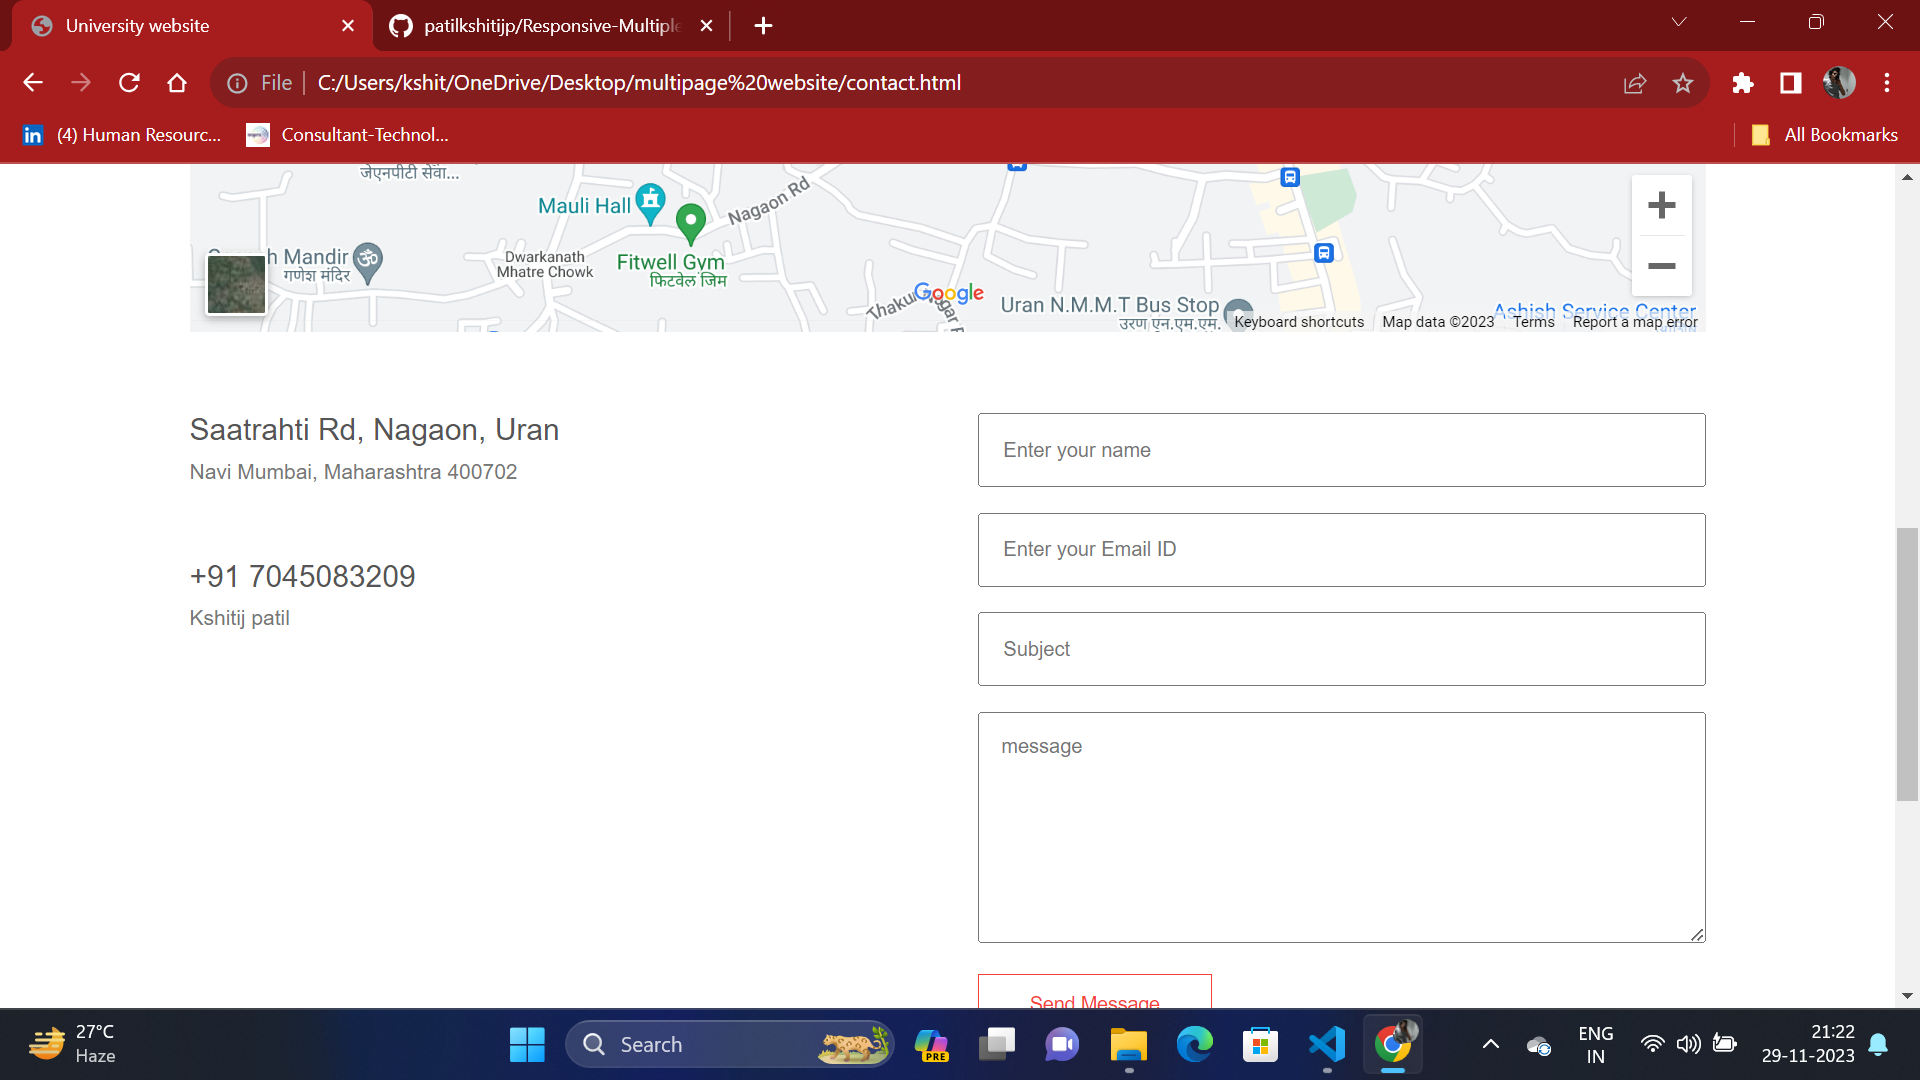 University website
patilkshitijp/Responsive-Multiple
File
C:/Users/kshit/OneDrive/Desktop/multipage%20website/contact.html
(4) Human Resourc...
Consultant-Technol...
All Bookmarks
जेएनपीटी सेवा...
Mauli Hall
Nagaon Rd
h Mandir
गणेश मंदिर
Dwarkanath
Mhatre Chowk
Fitwell Gym
फिटवेल जिम
Google
Uran N.M.M.T Bus Stop
उरण एन.एम.एम.
Ashish Service Center
Keyboard shortcuts
Map data ©2023
Terms
Report a map error
Saatrahti Rd, Nagaon, Uran
Navi Mumbai, Maharashtra 400702
+91 7045083209
Kshitij patil
Enter your name
Enter your Email ID
Subject
message
Send Message
27°C
Haze
Search
PRE
ENG
IN
21:22
29-11-2023